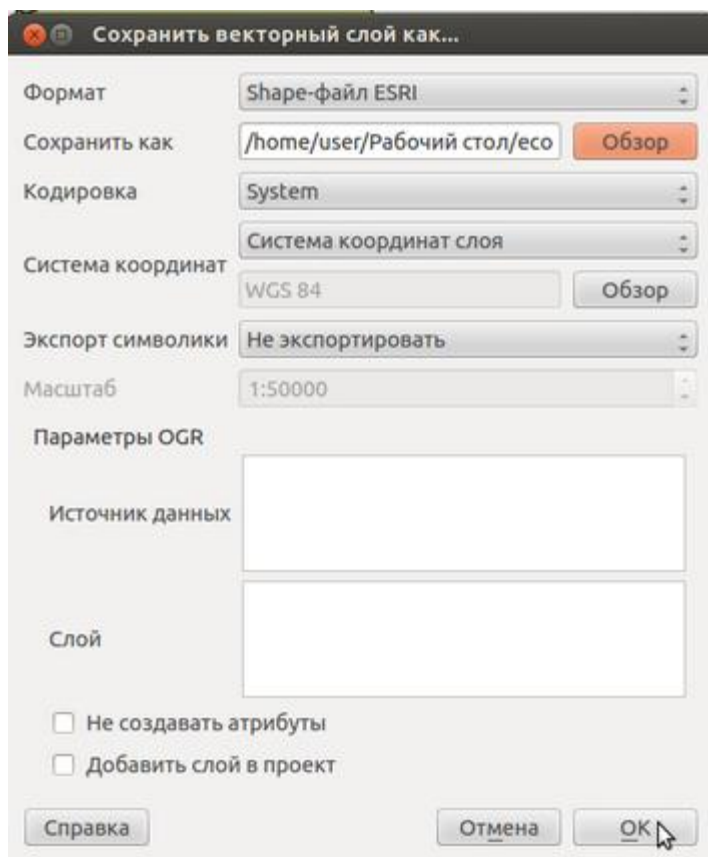 Сохранить векторный слой как...
Формат Shape-файл ESRI
Сохранить как /home/user/Рабочий стол/eco Обзор
Кодировка System
Система координат Система координат слоя
WGS 84 Обзор
Экспорт символики Не экспортировать
Масштаб 1:50000
Параметры OGR
Источник данных
Слой
Не создавать атрибуты
Добавить слой в проект
Справка Отмена OK